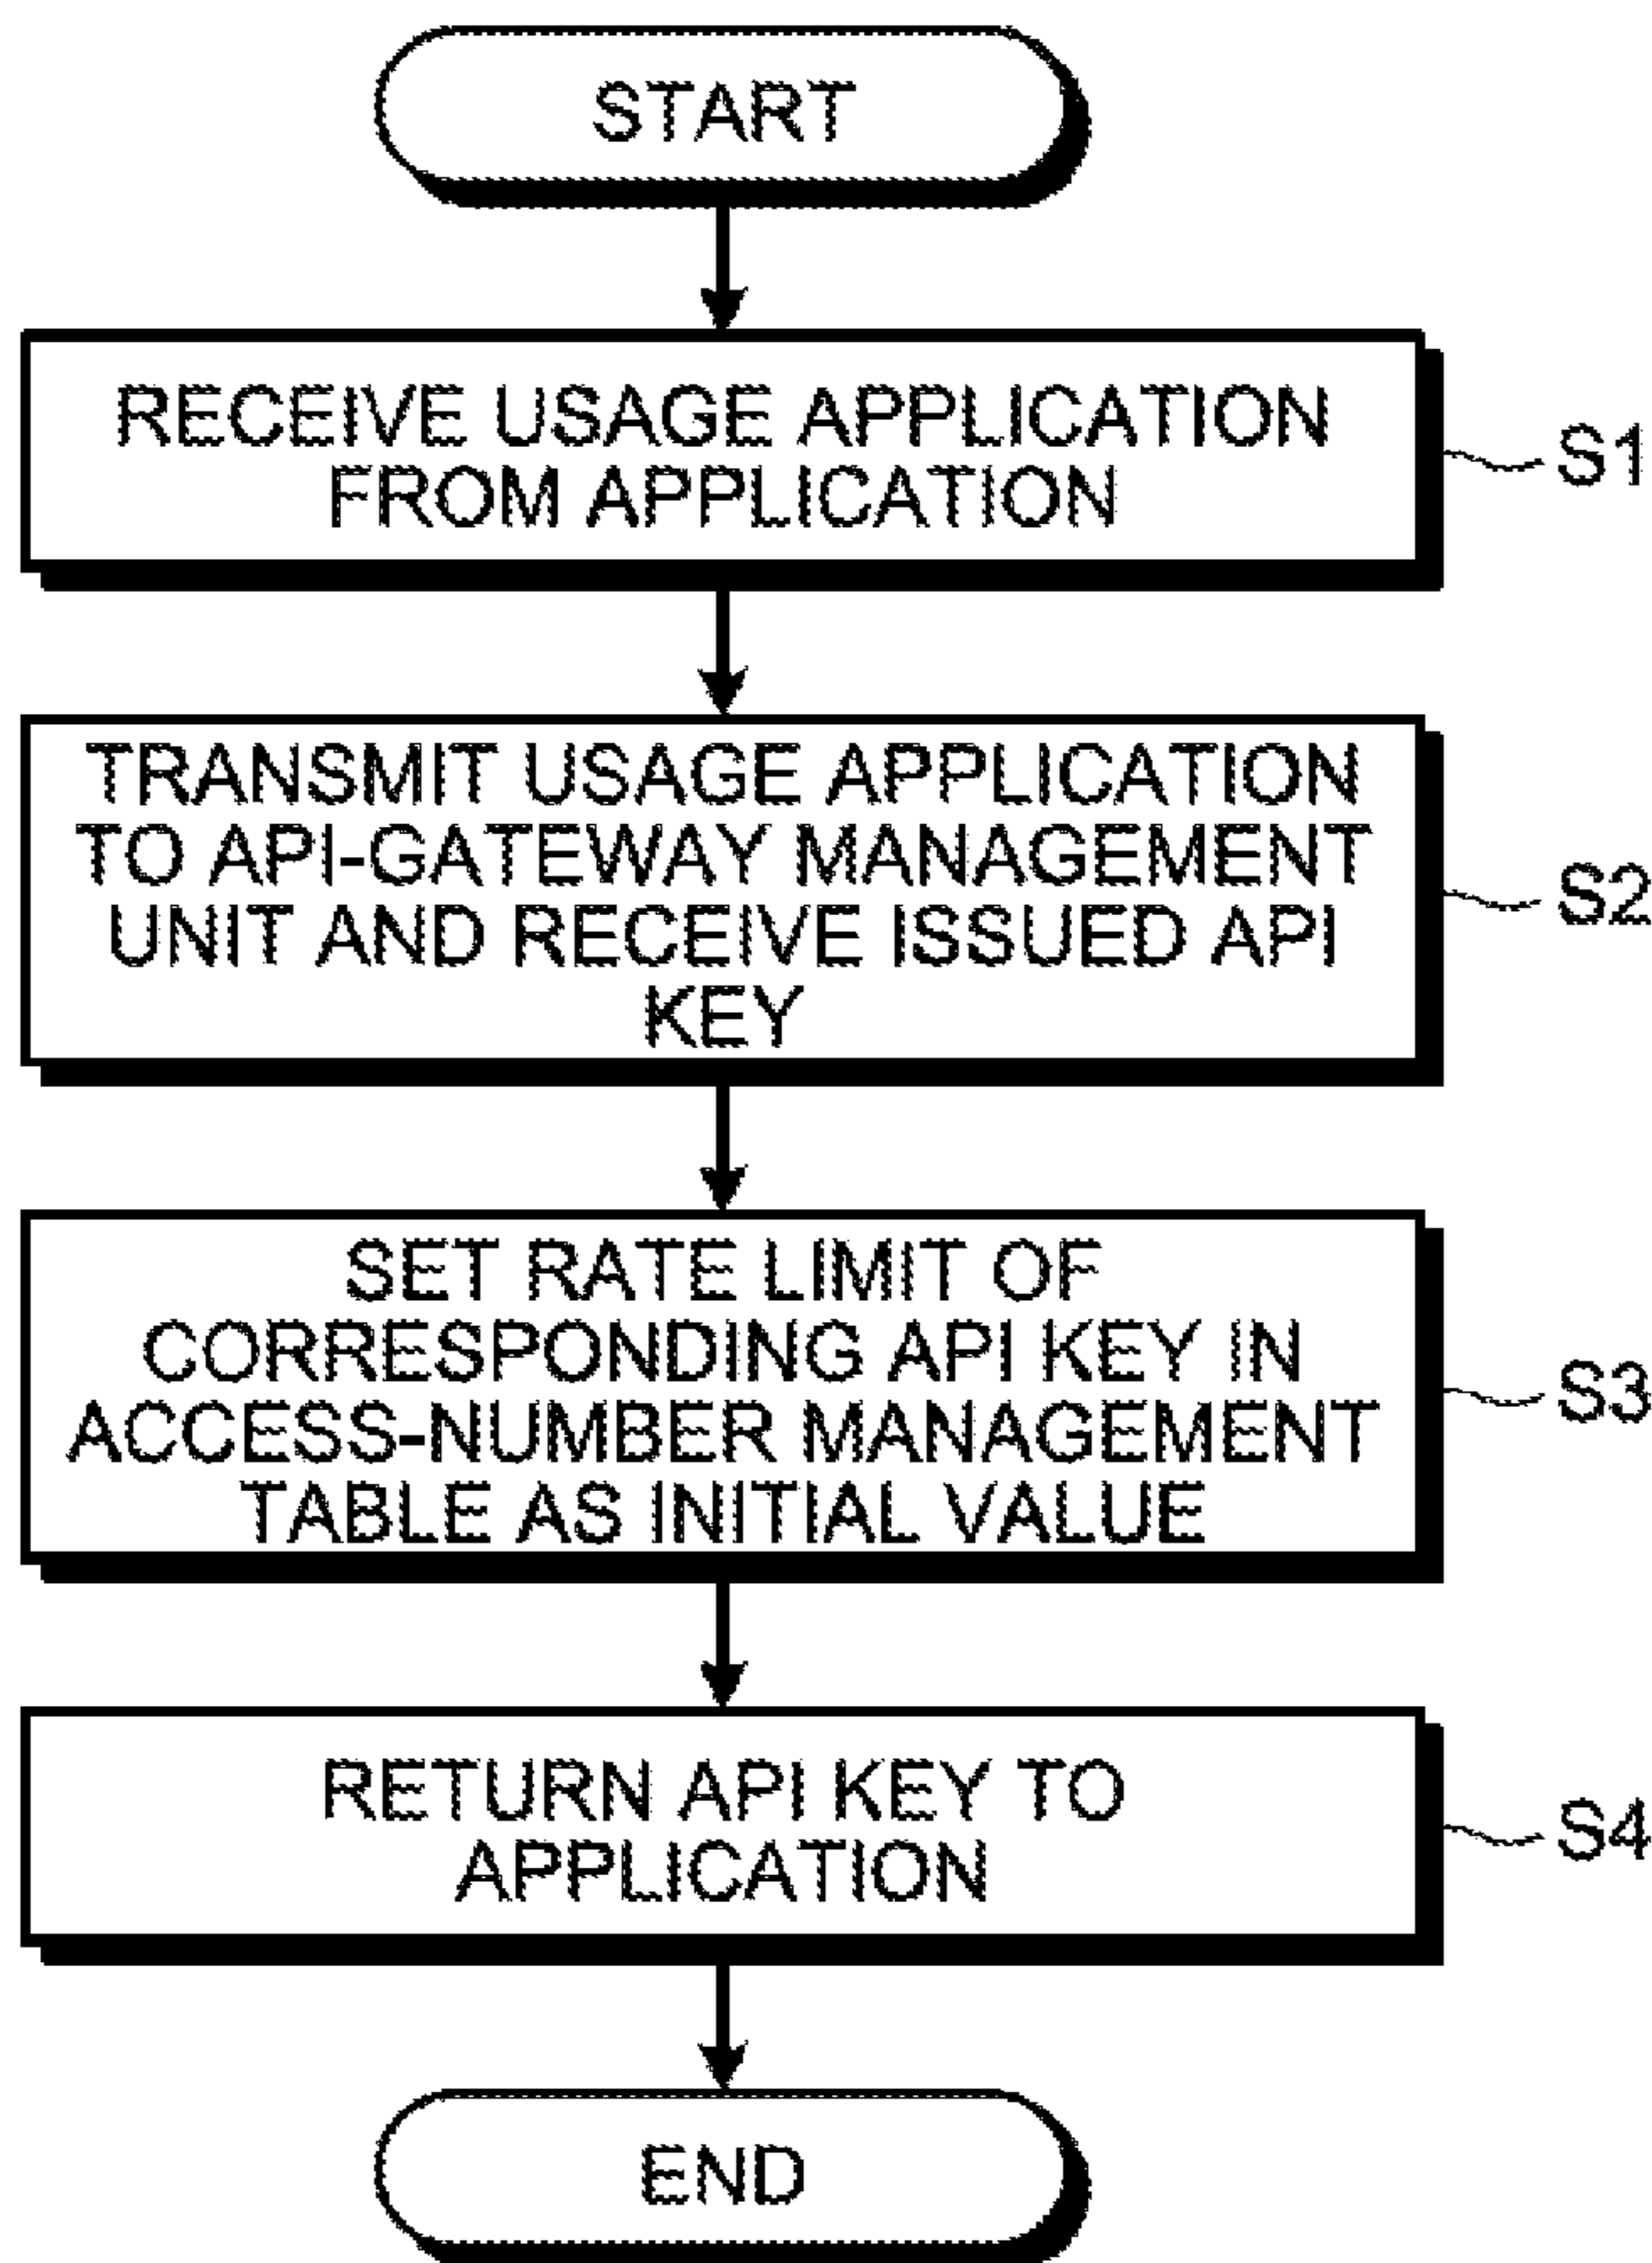 START
RECEIVE USAGE APPLICATION
FROM APPLICATION
S1
TRANSMIT USAGE APPLICATION
TO API-GATEWAY MANAGEMENT
UNIT AND RECEIVE ISSUED API
KEY
S2
SET RATE LIMIT OF
CORRESPONDING API KEY IN
ACCESS-NUMBER MANAGEMENT
TABLE AS INITIAL VALUE
S3
RETURN API KEY TO
APPLICATION
S4
END